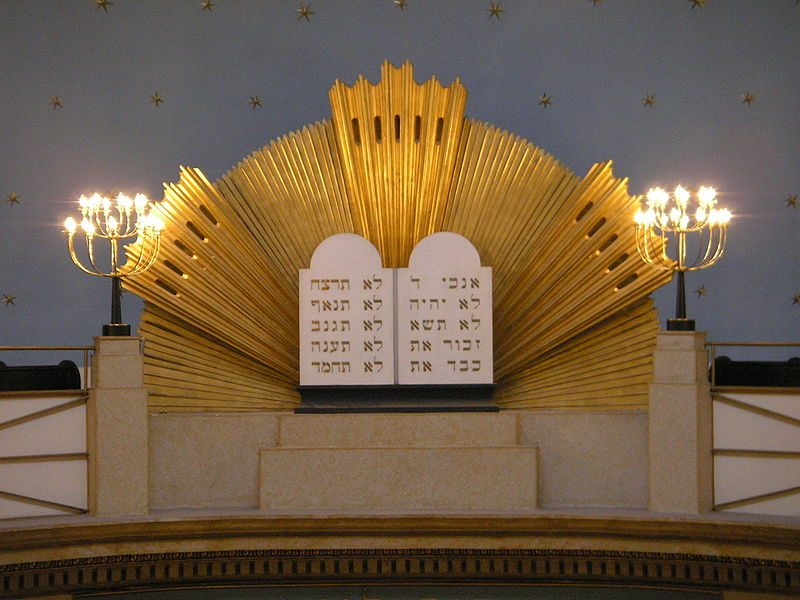 אנכי ד
לא יהיה
לא תשא
זכור את
כבד את
לא תרצח
לא תנאף
לא תגנב
לא תענה
לא תחמד